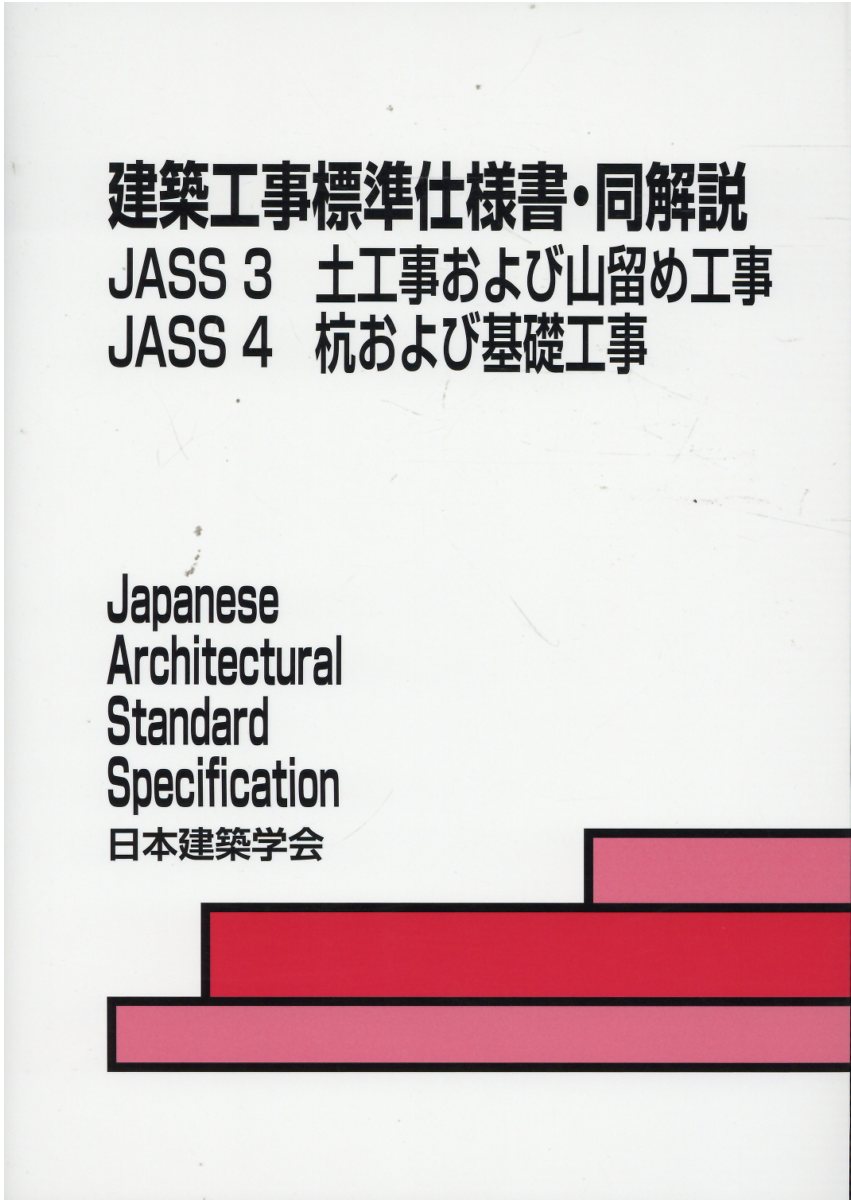 建築工事標準仕様書・同解説
JASS 3　土工事および山留め工事
JASS 4　杭および基礎工事
Japanese
Architectural
Standard
Specification
日本建築学会